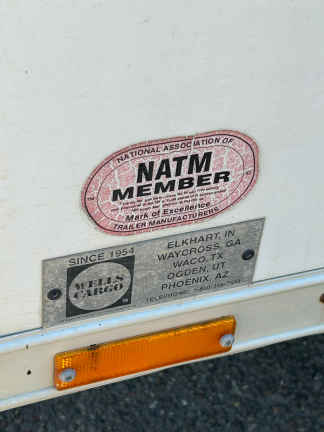 NATIONAL ASSOCIATION OF
NATM
MEMBER
Mark of Excellence
TRAILER MANUFACTURERS
SINCE 1954
WELLS
CARGO
ELKHART, IN
WAYCROSS, GA
WACO, TX
OGDEN, UT
PHOENIX, AZ
TELEPHONE